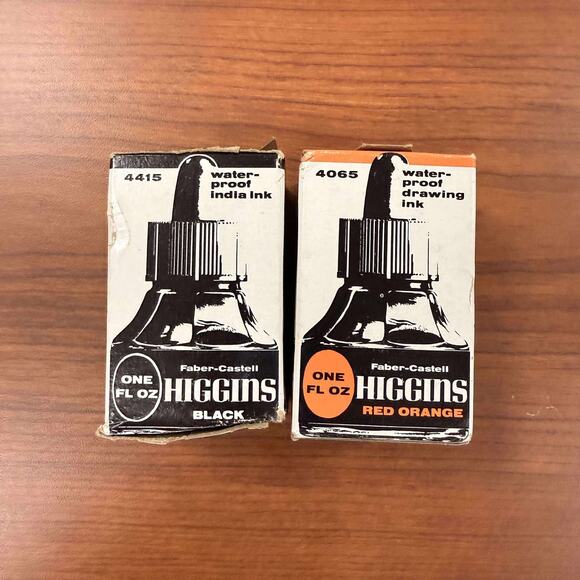 4415
water-
proof
india ink
ONE
FL OZ
Faber-Castell
HIGGINS
BLACK
4065
water-
proof
drawing
ink
ONE
FL OZ
Faber-Castell
HIGGINS
RED ORANGE